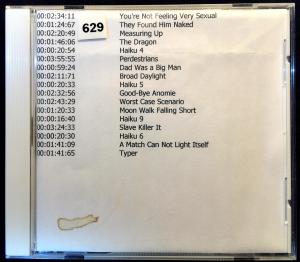 00:02:34:11 You're Not Feeling Very Sexual
00:01:24:67 They Found Him Naked
629
00:02:20:49 Measuring Up
00:01:46:06 The Dragon
00:00:20:54 Haiku 4
00:03:55:55 Perdestrians
00:00:59:24 Dad Was a Big Man
00:02:11:71 Broad Daylight
00:00:20:33 Haiku 5
00:02:32:56 Good-Bye Anomie
00:02:43:29 Worst Case Scenario
00:01:20:33 Moon Walk Falling Short
00:00:16:40 Haiku 9
00:03:24:33 Slave Killer It
00:00:20:30 Haiku 6
00:01:41:09 A Match Can Not Light Itself
00:01:41:65 Typer